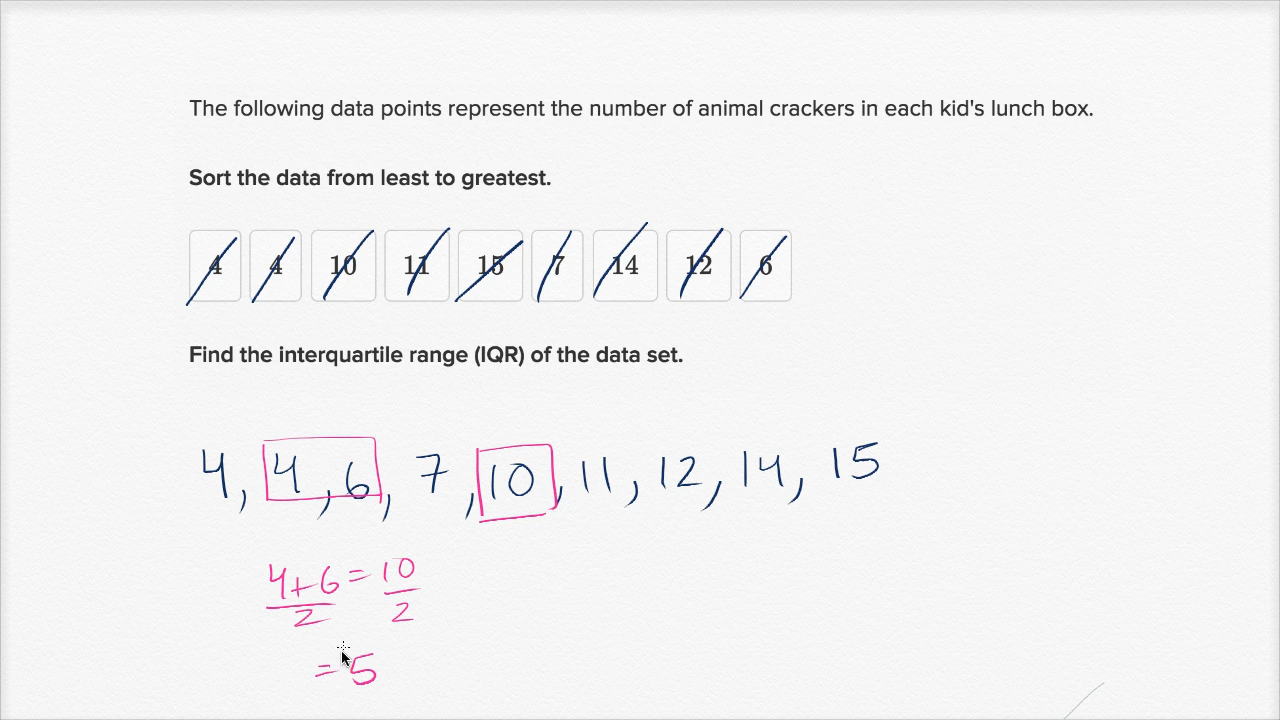 The following data points represent the number of animal crackers in each kid's lunch box.
Sort the data from least to greatest.
4 4 10 11 15 7 14 12 6
Find the interquartile range (IQR) of the data set.
4, 4, 6, 7, 10, 11, 12, 14, 15
4+6 = 10
2 2
= 5